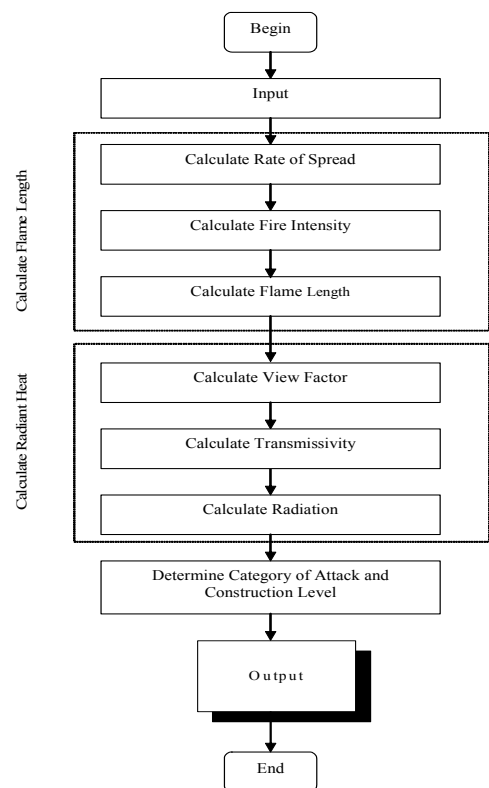 Begin
Input
Calculate Flame Length
Calculate Rate of Spread
Calculate Fire Intensity
Calculate Flame Length
Calculate Radiant Heat
Calculate View Factor
Calculate Transmissivity
Calculate Radiation
Determine Category of Attack and
Construction Level
Output
End